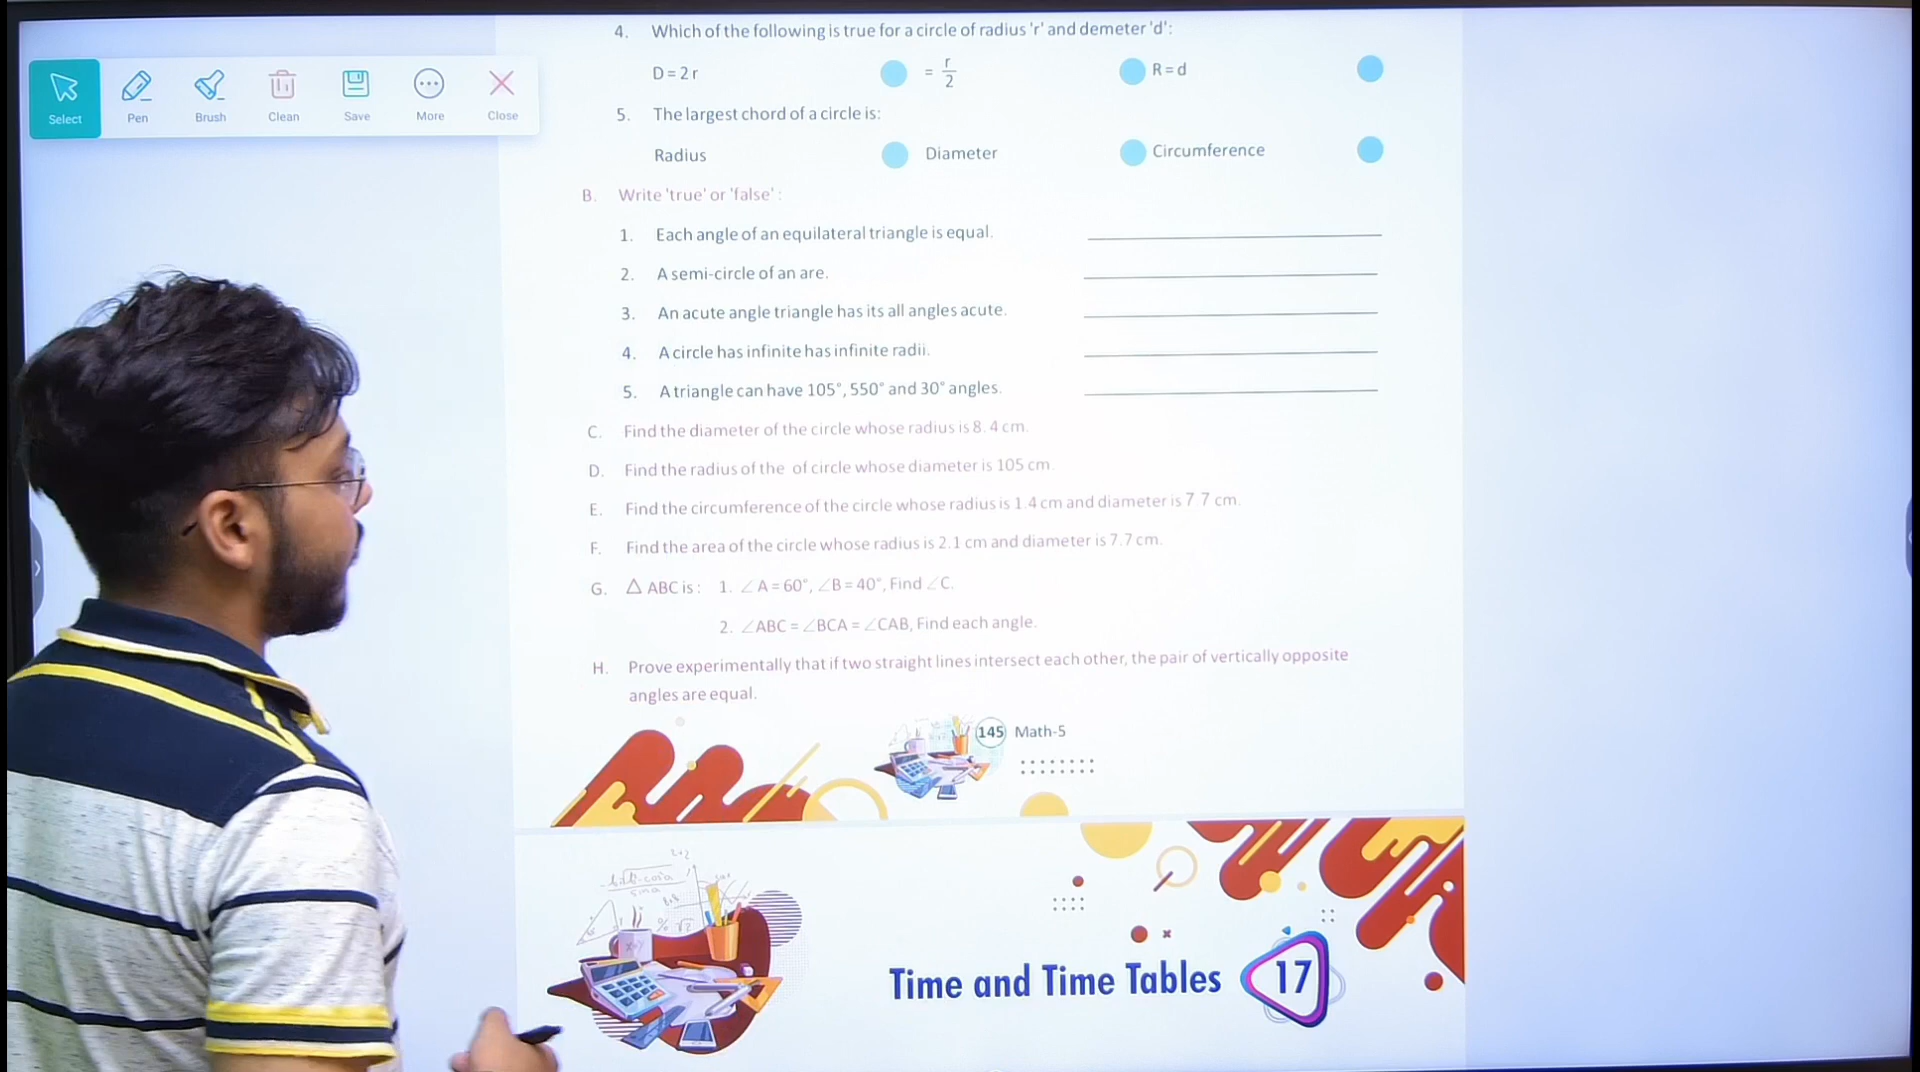 4. Which of the following is true for a circle of radius 'r' and demeter 'd':
D = 2 r = r/2 R = d
Select Pen Brush Clean Save More Close
5. The largest chord of a circle is:
Radius Diameter Circumference
B. Write 'true' or 'false' :
1. Each angle of an equilateral triangle is equal.
2. A semi-circle of an are.
3. An acute angle triangle has its all angles acute.
4. A circle has infinite has infinite radii.
5. A triangle can have 105°, 550° and 30° angles.
C. Find the diameter of the circle whose radius is 8.4 cm.
D. Find the radius of the of circle whose diameter is 105 cm.
E. Find the circumference of the circle whose radius is 1.4 cm and diameter is 7.7 cm.
F. Find the area of the circle whose radius is 2.1 cm and diameter is 7.7 cm.
G. △ ABC is : 1. ∠A = 60°, ∠B = 40°, Find ∠C.
2. ∠ABC = ∠BCA = ∠CAB, Find each angle.
H. Prove experimentally that if two straight lines intersect each other, the pair of vertically opposite
angles are equal.
145 Math-5
2+2
Time and Time Tables 17